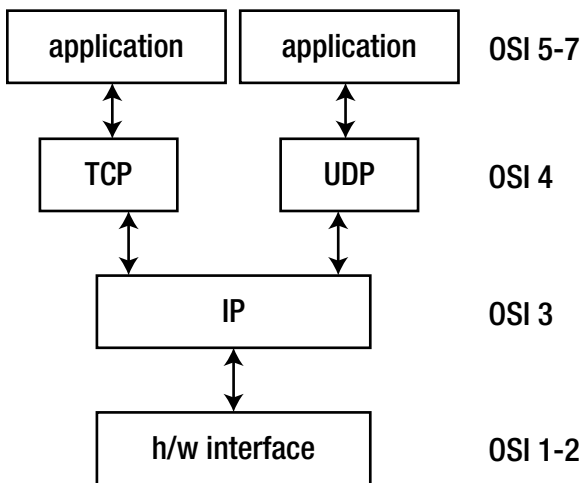 application application OSI 5-7
TCP UDP OSI 4
IP OSI 3
h/w interface OSI 1-2